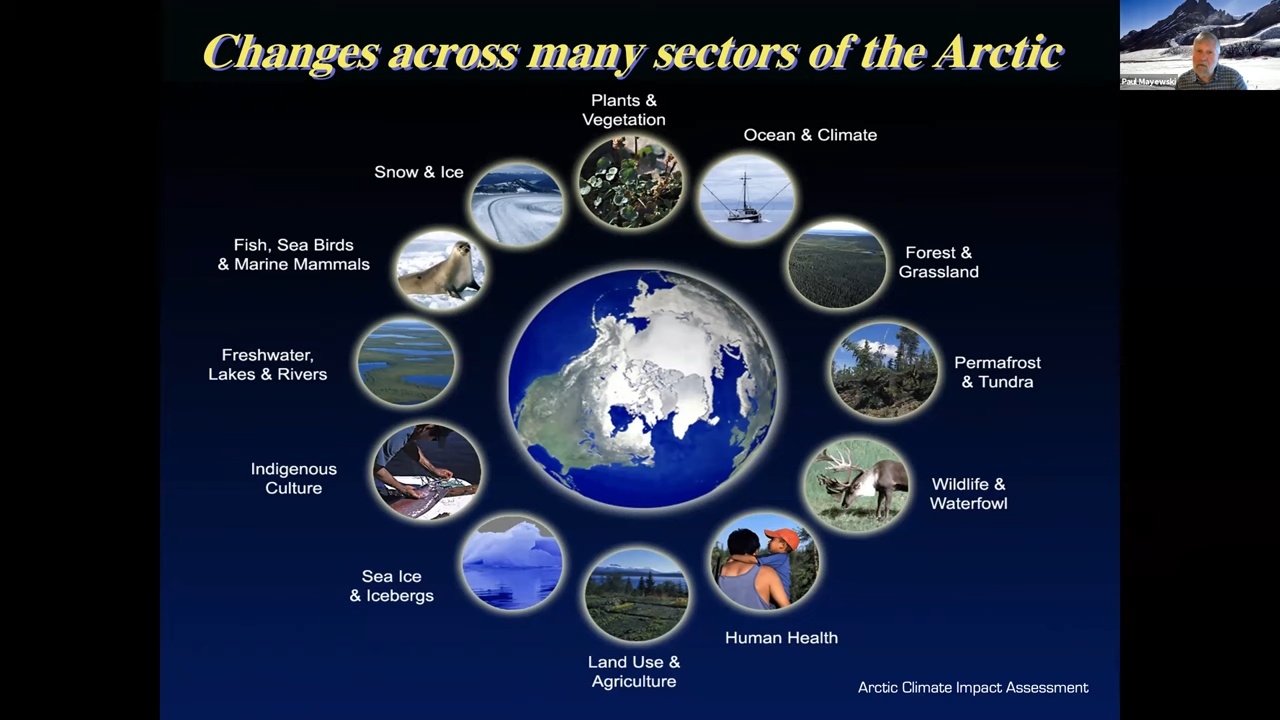 Changes across many sectors of the Arctic
Paul Mayewski
Plants &
Vegetation
Ocean & Climate
Snow & Ice
Fish, Sea Birds
& Marine Mammals
Forest &
Grassland
Freshwater,
Lakes & Rivers
Permafrost
& Tundra
Indigenous
Culture
Wildlife &
Waterfowl
Sea Ice
& Icebergs
Human Health
Land Use &
Agriculture
Arctic Climate Impact Assessment